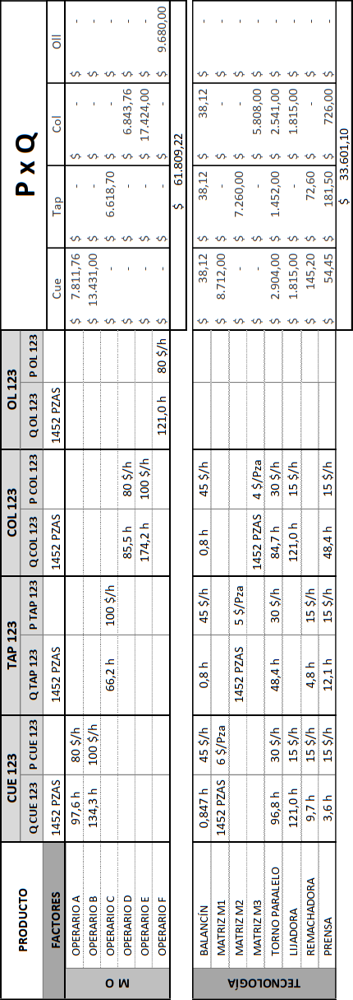 PRODUCTO CUE 123 TAP 123 COL 123 OL 123 P x Q
FACTORES Q CUE 123 P CUE 123 Q TAP 123 P TAP 123 Q COL 123 P COL 123 Q OL 123 P OL 123
1452 PZAS 1452 PZAS 1452 PZAS 1452 PZAS Cue Tap Col Oll
M O
OPERARIO A 97,6 h 80 $/h $ 7.811,76 $ - $ - $ -
OPERARIO B 134,3 h 100 $/h $ 13.431,00 $ - $ - $ -
OPERARIO C 66,2 h 100 $/h $ - $ 6.618,70 $ - $ -
OPERARIO D 85,5 h 80 $/h $ - $ - $ 6.843,76 $ -
OPERARIO E 174,2 h 100 $/h $ - $ - $ 17.424,00 $ -
OPERARIO F 121,0 h 80 $/h $ - $ - $ - $ 9.680,00
$ 61.809,22
TECNOLOGÍA
BALANCÍN 0,847 h 45 $/h 0,8 h 45 $/h 0,8 h 45 $/h $ 38,12 $ 38,12 $ 38,12 $ -
MATRIZ M1 1452 PZAS 6 $/Pza $ 8.712,00 $ - $ - $ -
MATRIZ M2 1452 PZAS 5 $/Pza $ - $ 7.260,00 $ - $ -
MATRIZ M3 1452 PZAS 4 $/Pza $ - $ - $ 5.808,00 $ -
TORNO PARALELO 96,8 h 30 $/h 48,4 h 30 $/h 84,7 h 30 $/h $ 2.904,00 $ 1.452,00 $ 2.541,00 $ -
LIJADORA 121,0 h 15 $/h 121,0 h 15 $/h $ 1.815,00 $ - $ 1.815,00 $ -
REMACHADORA 9,7 h 15 $/h 4,8 h 15 $/h $ 145,20 $ 72,60 $ - $ -
PRENSA 3,6 h 15 $/h 12,1 h 15 $/h 48,4 h 15 $/h $ 54,45 $ 181,50 $ 726,00 $ -
$ 33.601,10